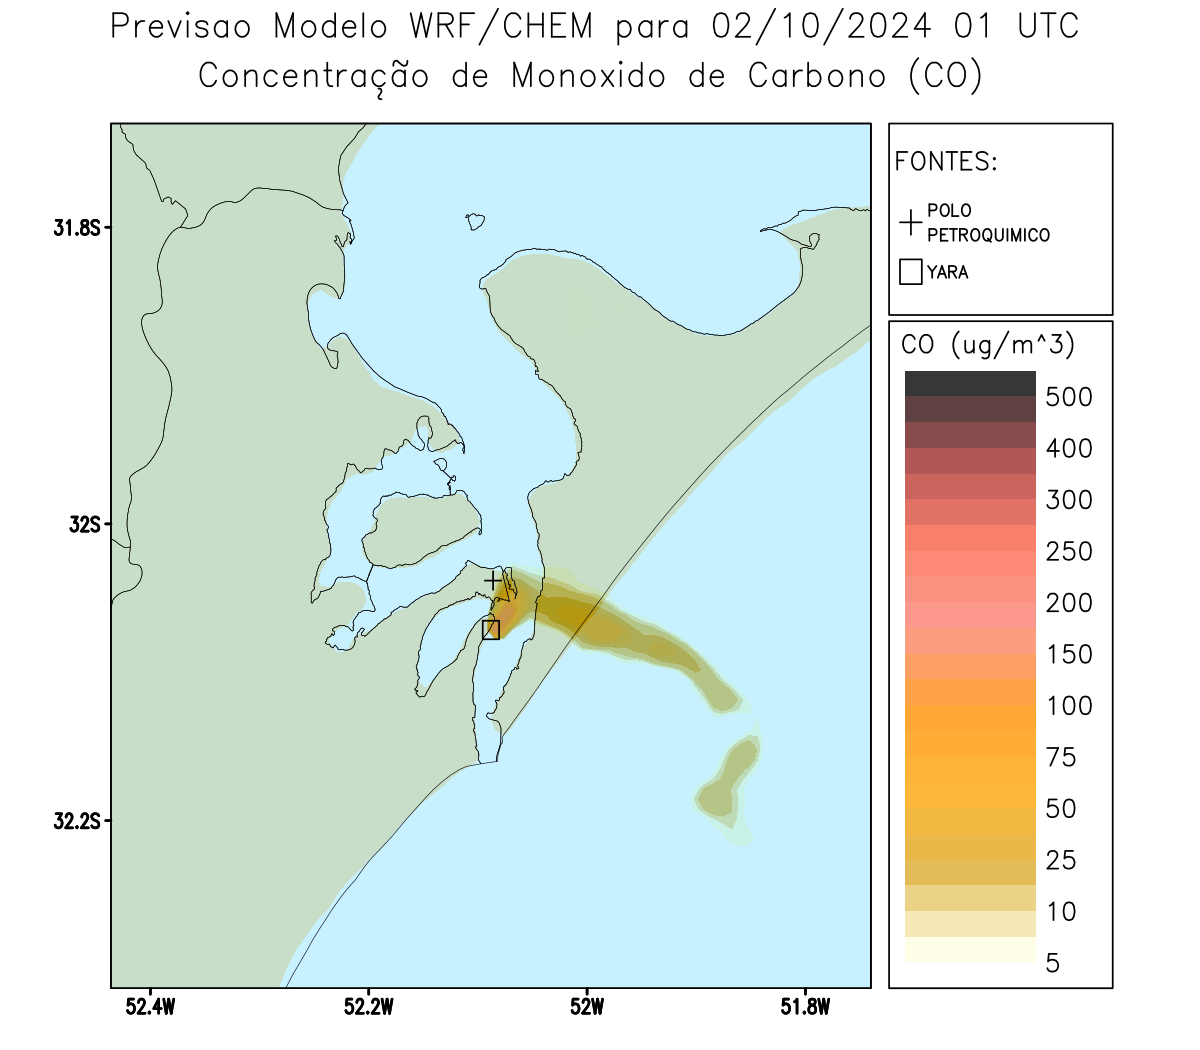 Previsao Modelo WRF/CHEM para 02/10/2024 01 UTC
Concentração de Monoxido de Carbono (CO)
FONTES:
POLO
PETROQUIMICO
YARA
CO (ug/m^3)
500
400
300
250
200
150
100
75
50
25
10
5
31.8S
32S
32.2S
52.4W
52.2W
52W
51.8W